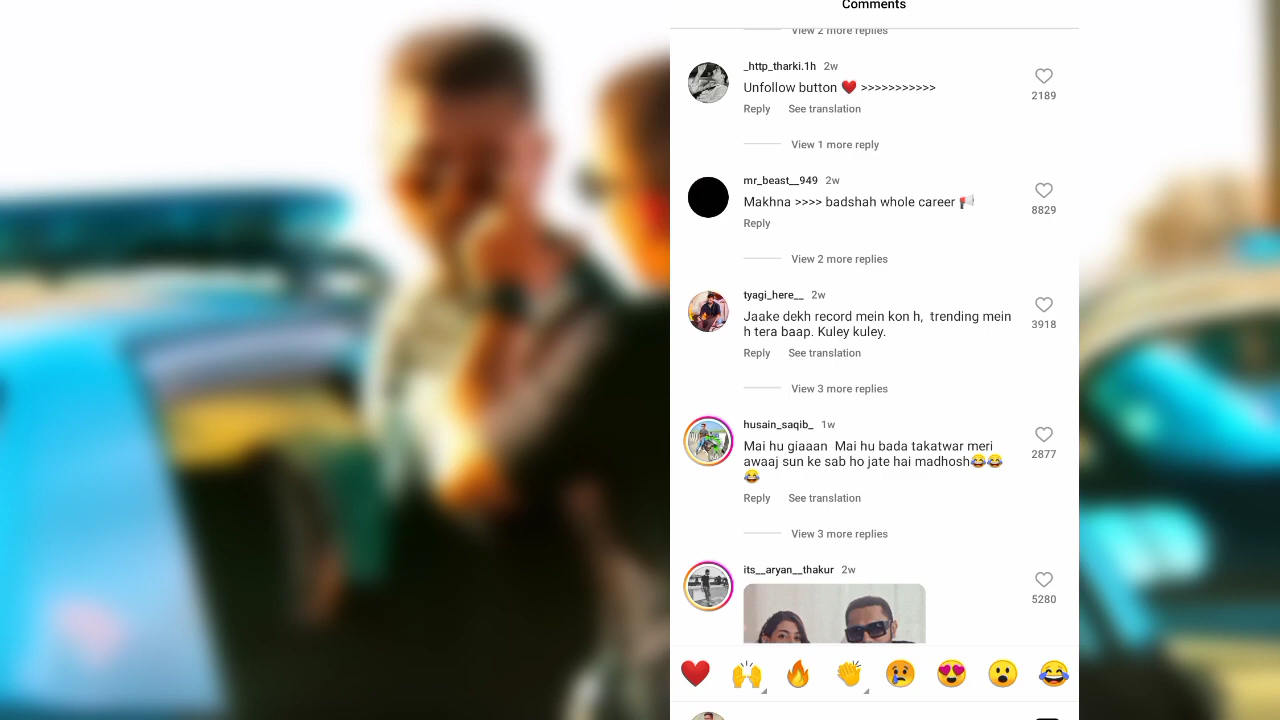 Comments
View 2 more replies
_http_tharki.1h 2w
Unfollow button ❤️ >>>>>>>>>>>
2189
Reply See translation
View 1 more reply
mr_beast__949 2w
Makhna >>>> badshah whole career 📢
8829
Reply
View 2 more replies
tyagi_here__ 2w
Jaake dekh record mein kon h, trending mein
h tera baap. Kuley kuley.
3918
Reply See translation
View 3 more replies
husain_saqib_ 1w
Mai hu giaaan Mai hu bada takatwar meri
awaaj sun ke sab ho jate hai madhosh😂😂
😂
2877
Reply See translation
View 3 more replies
its__aryan__thakur 2w
5280